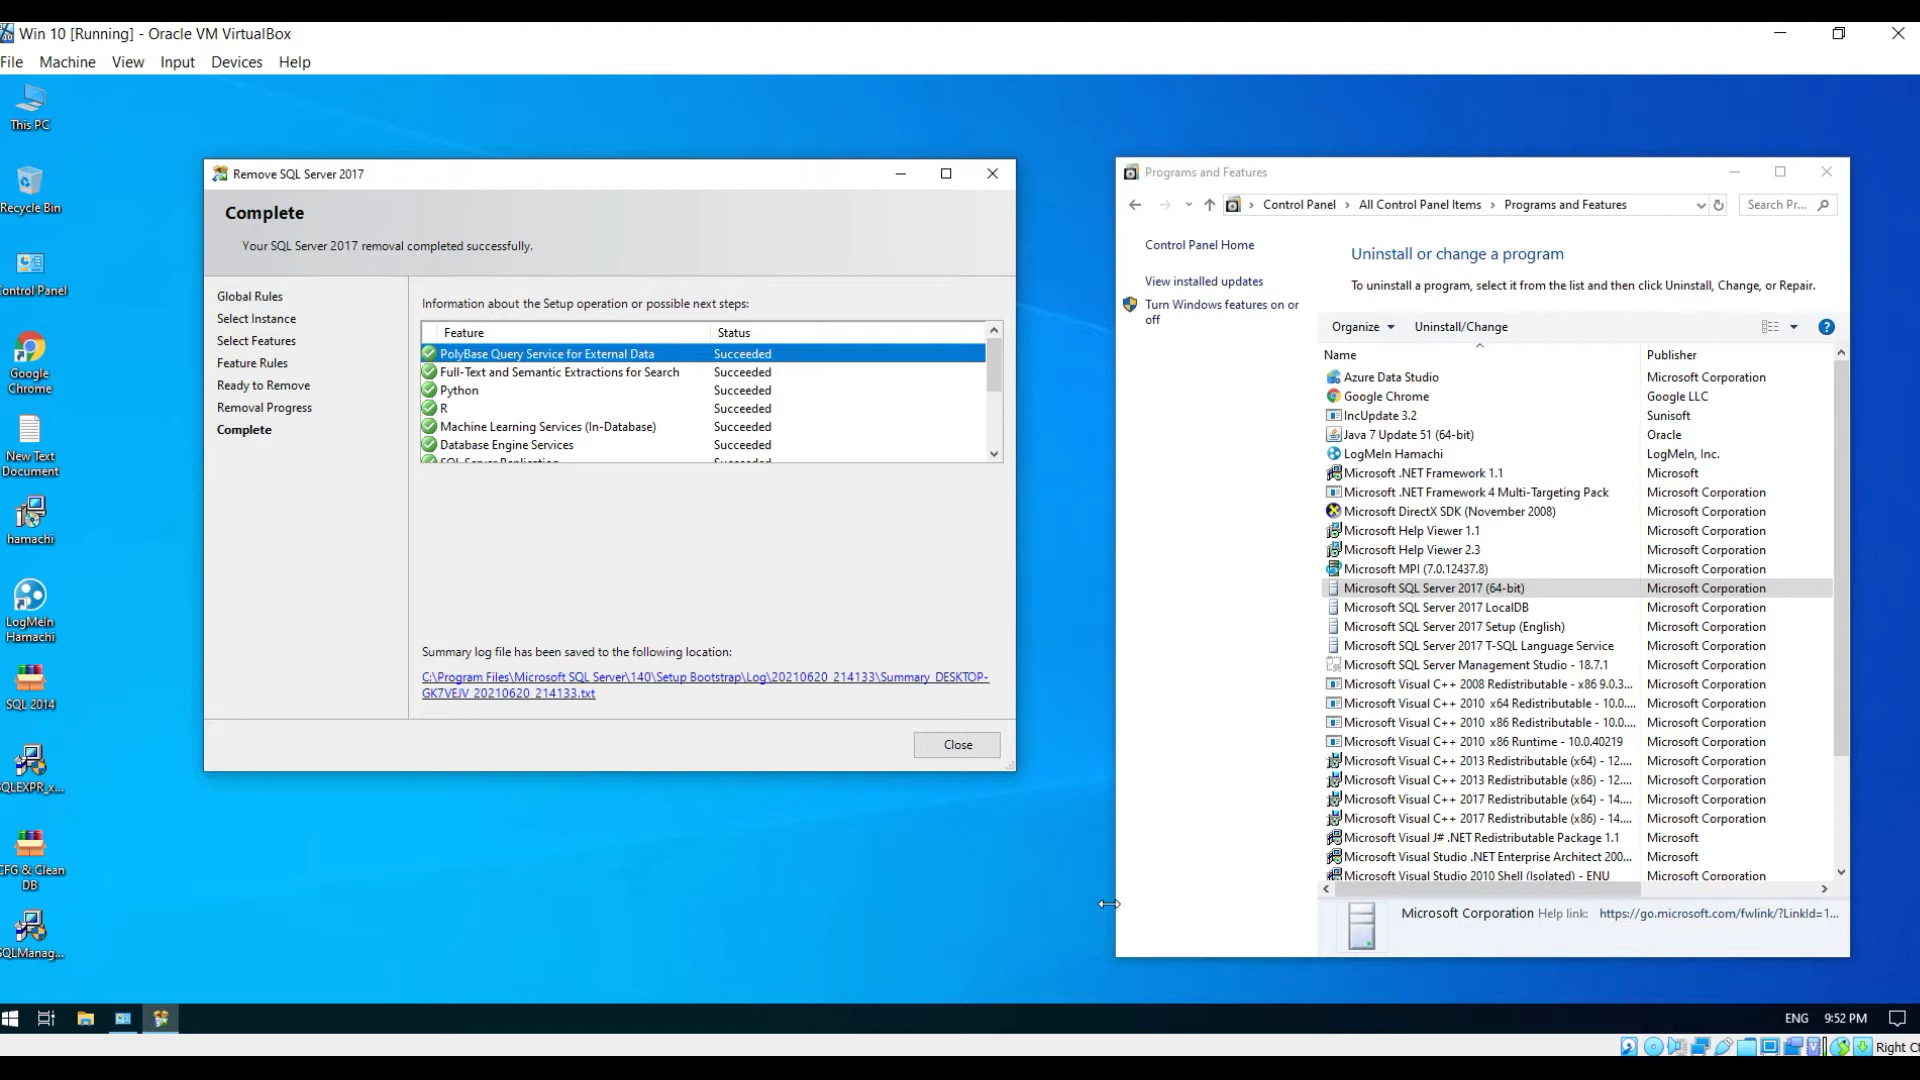 Win 10 [Running] - Oracle VM VirtualBox
File Machine View Input Devices Help
This PC
Recycle Bin
Control Panel
Google
Chrome
New Text
Document
hamachi
LogMeIn
Hamachi
SQL 2014
SQLEXPR_x...
CFG & Clean
DB
SQLManag...
Remove SQL Server 2017
Complete
Your SQL Server 2017 removal completed successfully.
Global Rules
Select Instance
Select Features
Feature Rules
Ready to Remove
Removal Progress
Complete
Information about the Setup operation or possible next steps:
Feature Status
PolyBase Query Service for External Data Succeeded
Full-Text and Semantic Extractions for Search Succeeded
Python Succeeded
R Succeeded
Machine Learning Services (In-Database) Succeeded
Database Engine Services Succeeded
SQL Server Replication Succeeded
Summary log file has been saved to the following location:
C:\Program Files\Microsoft SQL Server\140\Setup Bootstrap\Log\20210620_214133\Summary_DESKTOP-
GK7VEJV_20210620_214133.txt
Close
Programs and Features
Control Panel All Control Panel Items Programs and Features Search Pr...
Control Panel Home
View installed updates
Turn Windows features on or
off
Uninstall or change a program
To uninstall a program, select it from the list and then click Uninstall, Change, or Repair.
Organize Uninstall/Change
Name Publisher
Azure Data Studio Microsoft Corporation
Google Chrome Google LLC
IncUpdate 3.2 Sunisoft
Java 7 Update 51 (64-bit) Oracle
LogMeIn Hamachi LogMeIn, Inc.
Microsoft .NET Framework 1.1 Microsoft
Microsoft .NET Framework 4 Multi-Targeting Pack Microsoft Corporation
Microsoft DirectX SDK (November 2008) Microsoft Corporation
Microsoft Help Viewer 1.1 Microsoft Corporation
Microsoft Help Viewer 2.3 Microsoft Corporation
Microsoft MPI (7.0.12437.8) Microsoft Corporation
Microsoft SQL Server 2017 (64-bit) Microsoft Corporation
Microsoft SQL Server 2017 LocalDB Microsoft Corporation
Microsoft SQL Server 2017 Setup (English) Microsoft Corporation
Microsoft SQL Server 2017 T-SQL Language Service Microsoft Corporation
Microsoft SQL Server Management Studio - 18.7.1 Microsoft Corporation
Microsoft Visual C++ 2008 Redistributable - x86 9.0.3... Microsoft Corporation
Microsoft Visual C++ 2010 x64 Redistributable - 10.0.... Microsoft Corporation
Microsoft Visual C++ 2010 x86 Redistributable - 10.0.... Microsoft Corporation
Microsoft Visual C++ 2010 x86 Runtime - 10.0.40219 Microsoft Corporation
Microsoft Visual C++ 2013 Redistributable (x64) - 12.... Microsoft Corporation
Microsoft Visual C++ 2013 Redistributable (x86) - 12.... Microsoft Corporation
Microsoft Visual C++ 2017 Redistributable (x64) - 14.... Microsoft Corporation
Microsoft Visual C++ 2017 Redistributable (x86) - 14.... Microsoft Corporation
Microsoft Visual J# .NET Redistributable Package 1.1 Microsoft
Microsoft Visual Studio .NET Enterprise Architect 200... Microsoft
Microsoft Visual Studio 2010 Shell (Isolated) - ENU Microsoft Corporation
Microsoft Corporation Help link: https://go.microsoft.com/fwlink/?LinkId=1...
ENG 9:52 PM
Right Ct